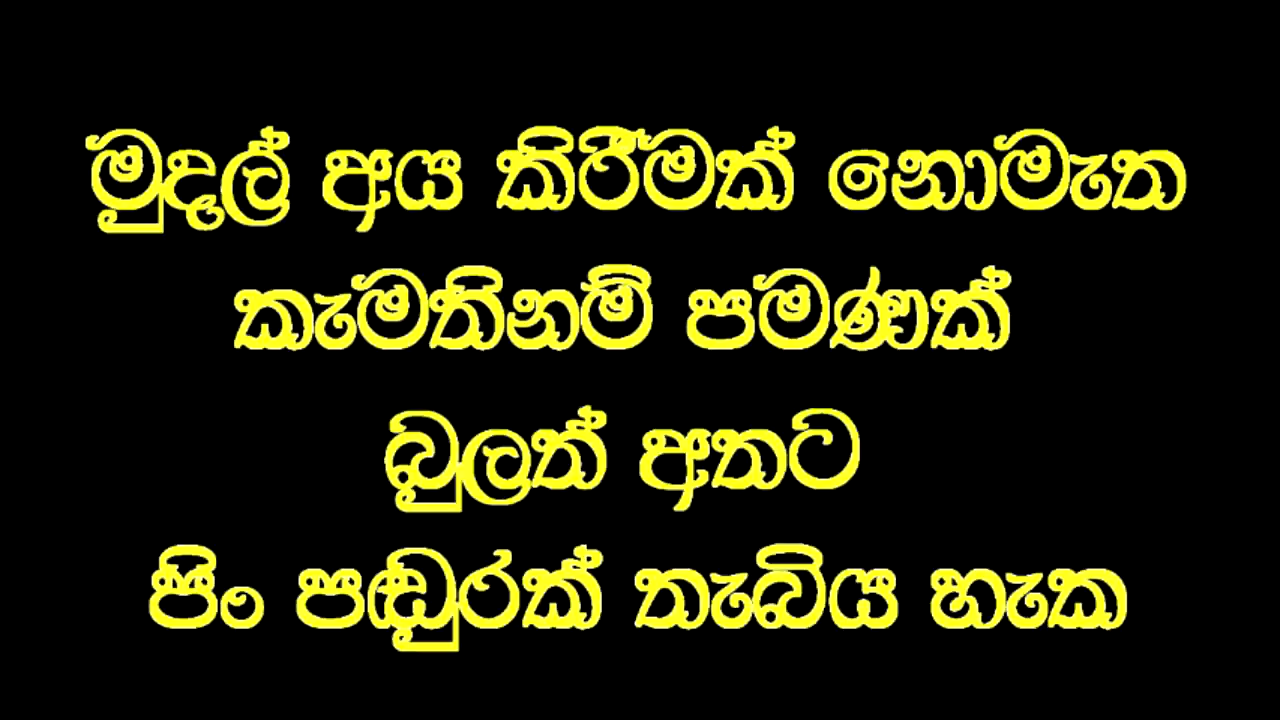 මුදල් අය කිරීමක් නොමැත
කැමතිනම් පමණක්
බුලත් අතට
පිං පඬුරක් තැබිය හැක